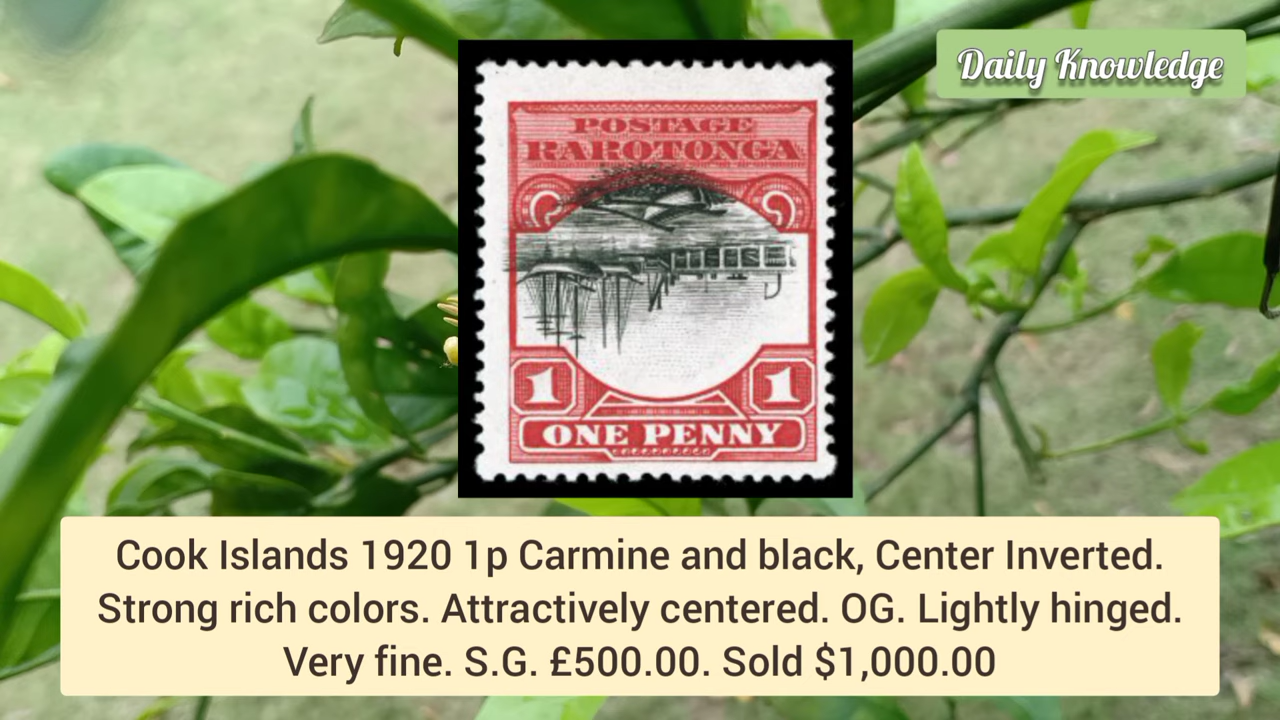 Daily Knowledge
POSTAGE
RAROTONGA
1 1
ONE PENNY
Cook Islands 1920 1p Carmine and black, Center Inverted.
Strong rich colors. Attractively centered. OG. Lightly hinged.
Very fine. S.G. £500.00. Sold $1,000.00